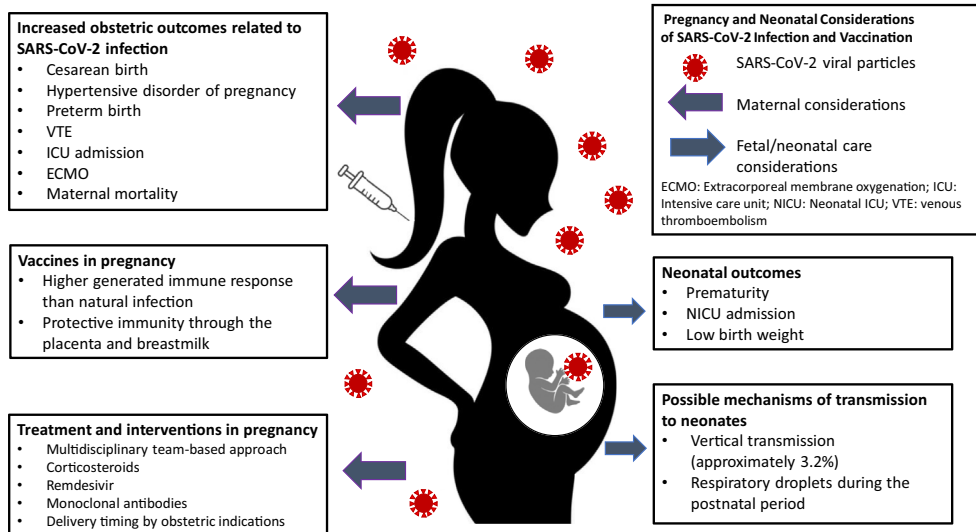 Increased obstetric outcomes related to
SARS-CoV-2 infection
• Cesarean birth
• Hypertensive disorder of pregnancy
• Preterm birth
• VTE
• ICU admission
• ECMO
• Maternal mortality
Vaccines in pregnancy
• Higher generated immune response
than natural infection
• Protective immunity through the
placenta and breastmilk
Treatment and interventions in pregnancy
• Multidisciplinary team-based approach
• Corticosteroids
• Remdesivir
• Monoclonal antibodies
• Delivery timing by obstetric indications
Pregnancy and Neonatal Considerations
of SARS-CoV-2 Infection and Vaccination
SARS-CoV-2 viral particles
Maternal considerations
Fetal/neonatal care
considerations
ECMO: Extracorporeal membrane oxygenation; ICU:
Intensive care unit; NICU: Neonatal ICU; VTE: venous
thromboembolism
Neonatal outcomes
• Prematurity
• NICU admission
• Low birth weight
Possible mechanisms of transmission
to neonates
• Vertical transmission
(approximately 3.2%)
• Respiratory droplets during the
postnatal period